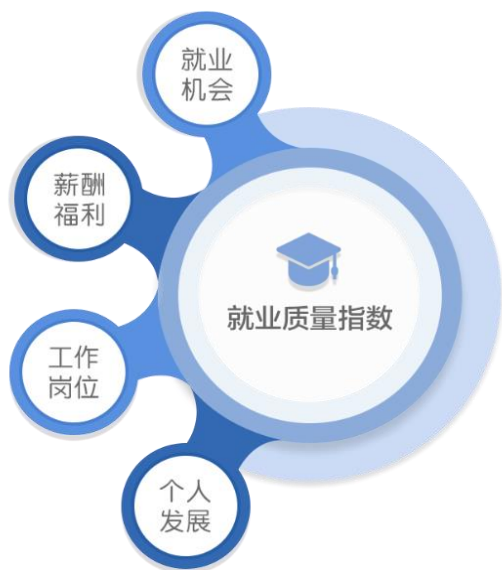 就业
机会
薪酬
福利
就业质量指数
工作
岗位
个人
发展